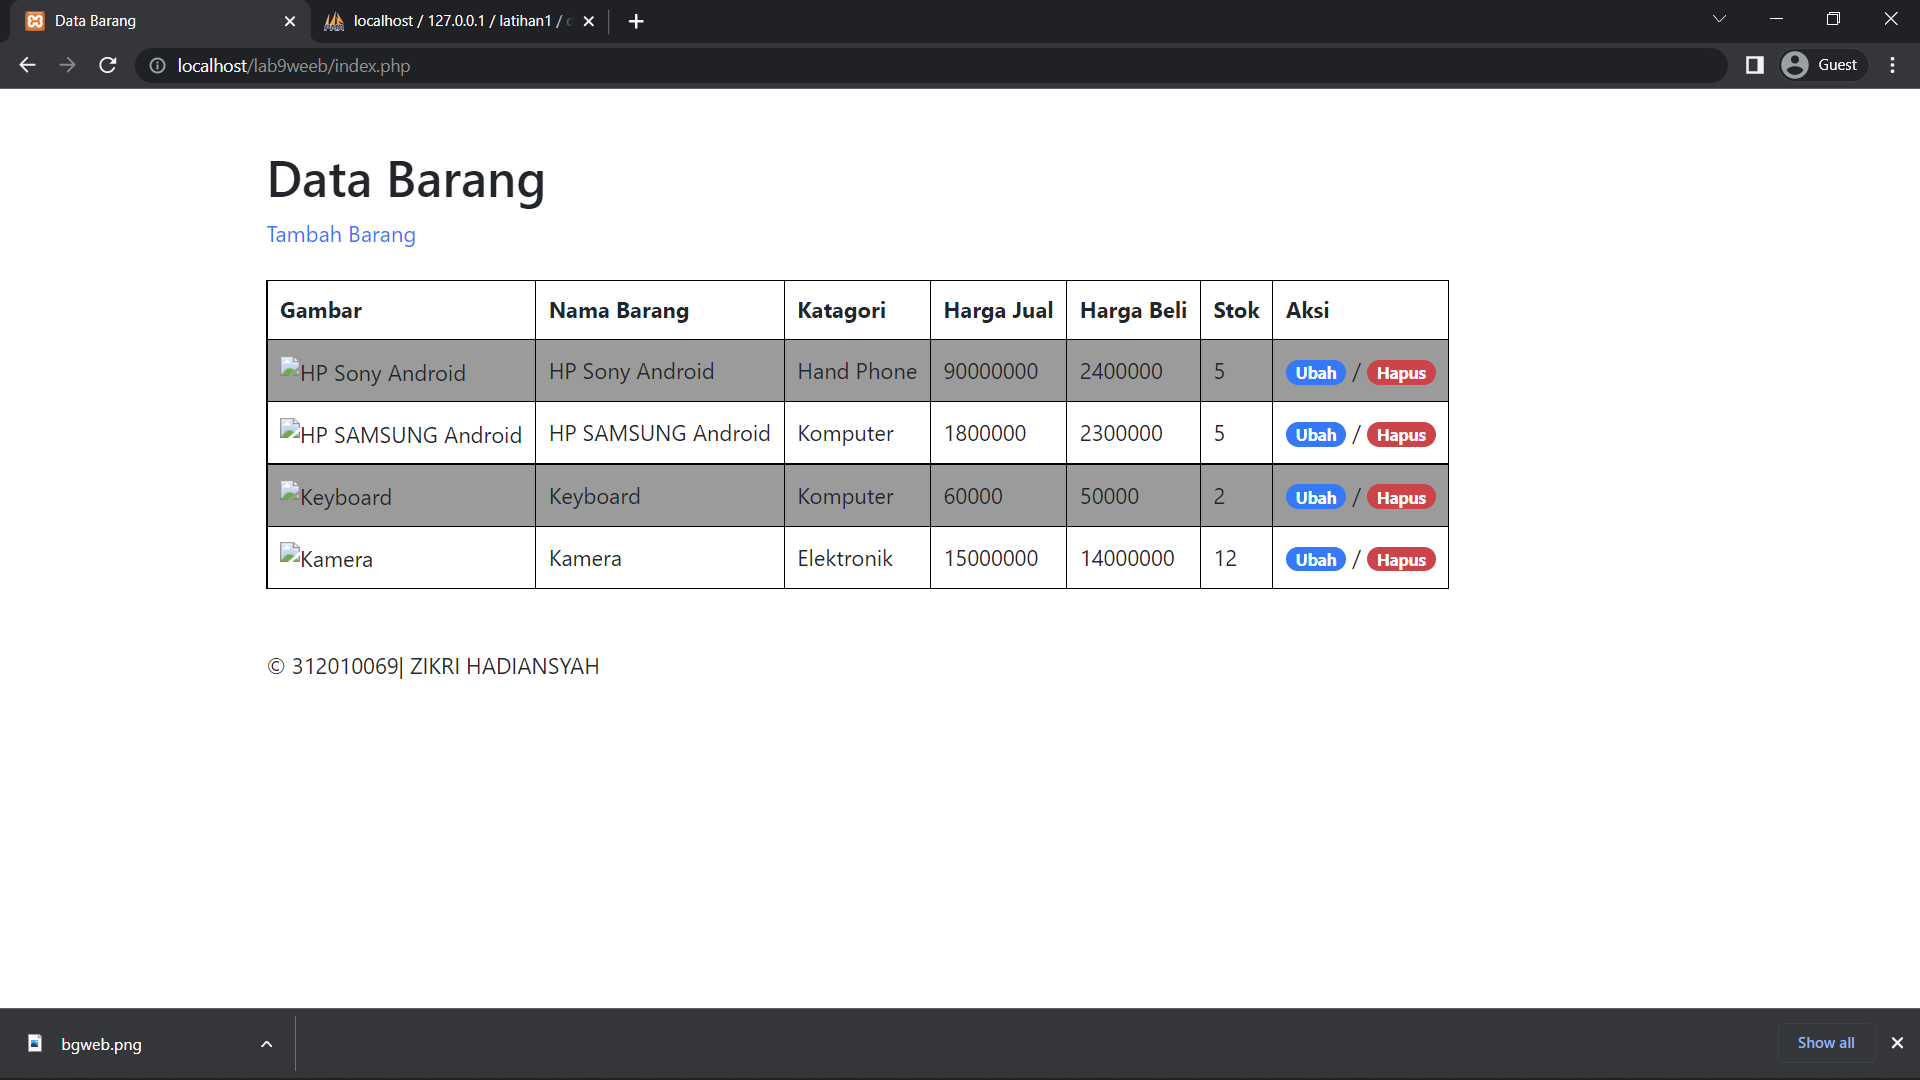 Data Barang
localhost / 127.0.0.1 / latihan1 /
localhost/lab9weeb/index.php
Guest
Data Barang
Tambah Barang
Gambar Nama Barang Katagori Harga Jual Harga Beli Stok Aksi
HP Sony Android HP Sony Android Hand Phone 90000000 2400000 5 Ubah / Hapus
HP SAMSUNG Android HP SAMSUNG Android Komputer 1800000 2300000 5 Ubah / Hapus
Keyboard Keyboard Komputer 60000 50000 2 Ubah / Hapus
Kamera Kamera Elektronik 15000000 14000000 12 Ubah / Hapus
© 312010069| ZIKRI HADIANSYAH
bgweb.png
Show all